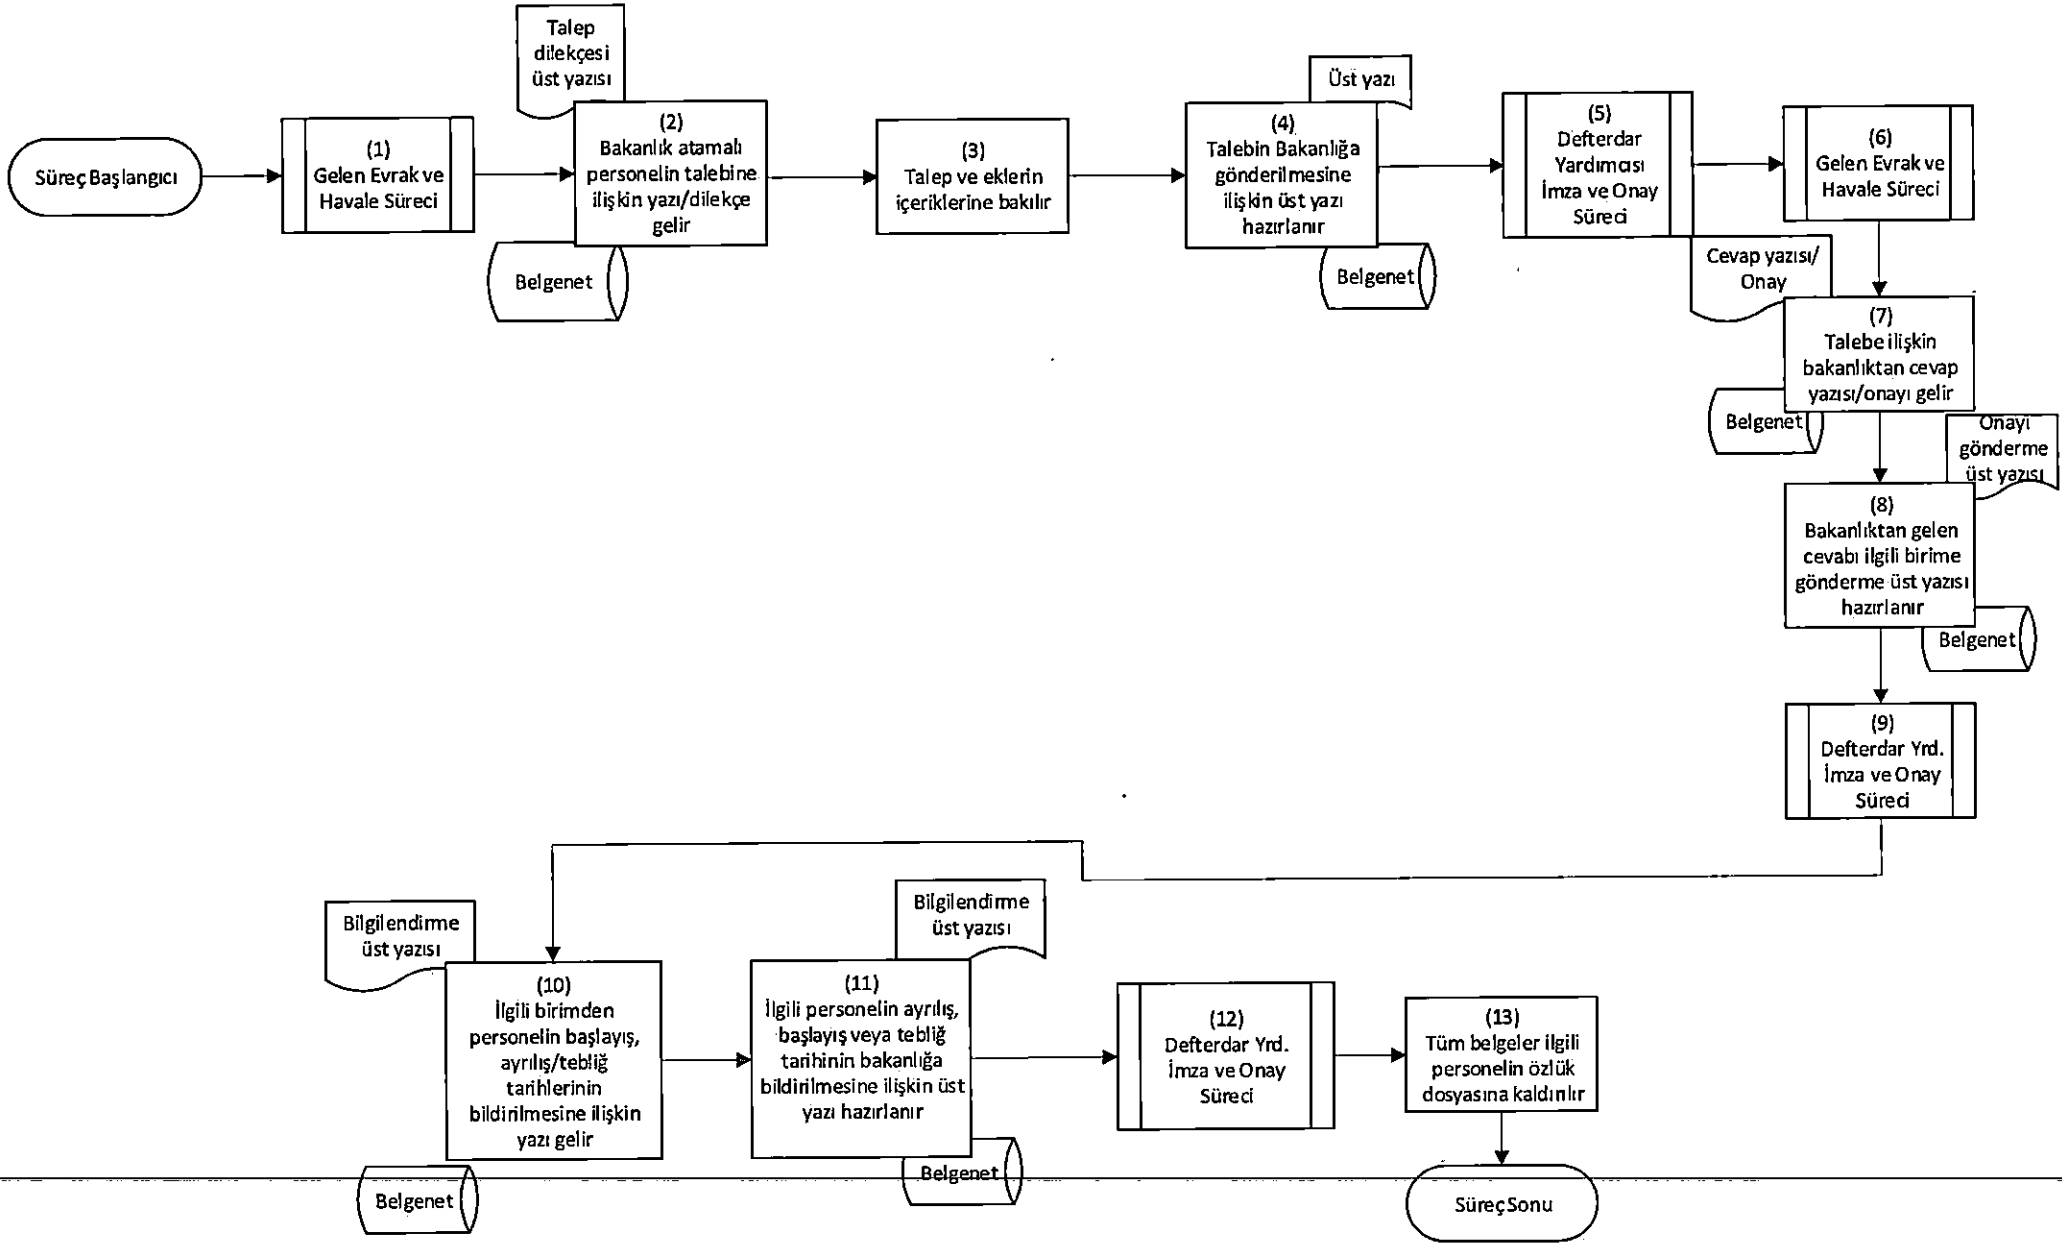 Süreç Başlangıcı
(1)
Gelen Evrak ve
Havale Süreci
Talep
dilekçesi
üst yazısı
(2)
Bakanlık atamalı
personelin talebine
ilişkin yazı/dilekçe
gelir
Belgenet
(3)
Talep ve eklerin
içeriklerine bakılır
Üst yazı
(4)
Talebin Bakanlığa
gönderilmesine
ilişkin üst yazı
hazırlanır
Belgenet
(5)
Defterdar
Yardımcısı
İmza ve Onay
Süreci
(6)
Gelen Evrak ve
Havale Süreci
Cevap yazısı/
Onay
(7)
Talebe ilişkin
bakanlıktan cevap
yazısı/onayı gelir
Belgenet
Onayı
gönderme
üst yazısı
(8)
Bakanlıktan gelen
cevabı ilgili birime
gönderme üst yazısı
hazırlanır
Belgenet
(9)
Defterdar Yrd.
İmza ve Onay
Süreci
Bilgilendirme
üst yazısı
(10)
İlgili birimden
personelin başlayış,
ayrılış/tebliğ
tarihlerinin
bildirilmesine ilişkin
yazı gelir
Belgenet
Bilgilendirme
üst yazısı
(11)
İlgili personelin ayrılış,
başlayış veya tebliğ
tarihinin bakanlığa
bildirilmesine ilişkin üst
yazı hazırlanır
Belgenet
(12)
Defterdar Yrd.
İmza ve Onay
Süreci
(13)
Tüm belgeler ilgili
personelin özlük
dosyasına kaldırılır
Süreç Sonu